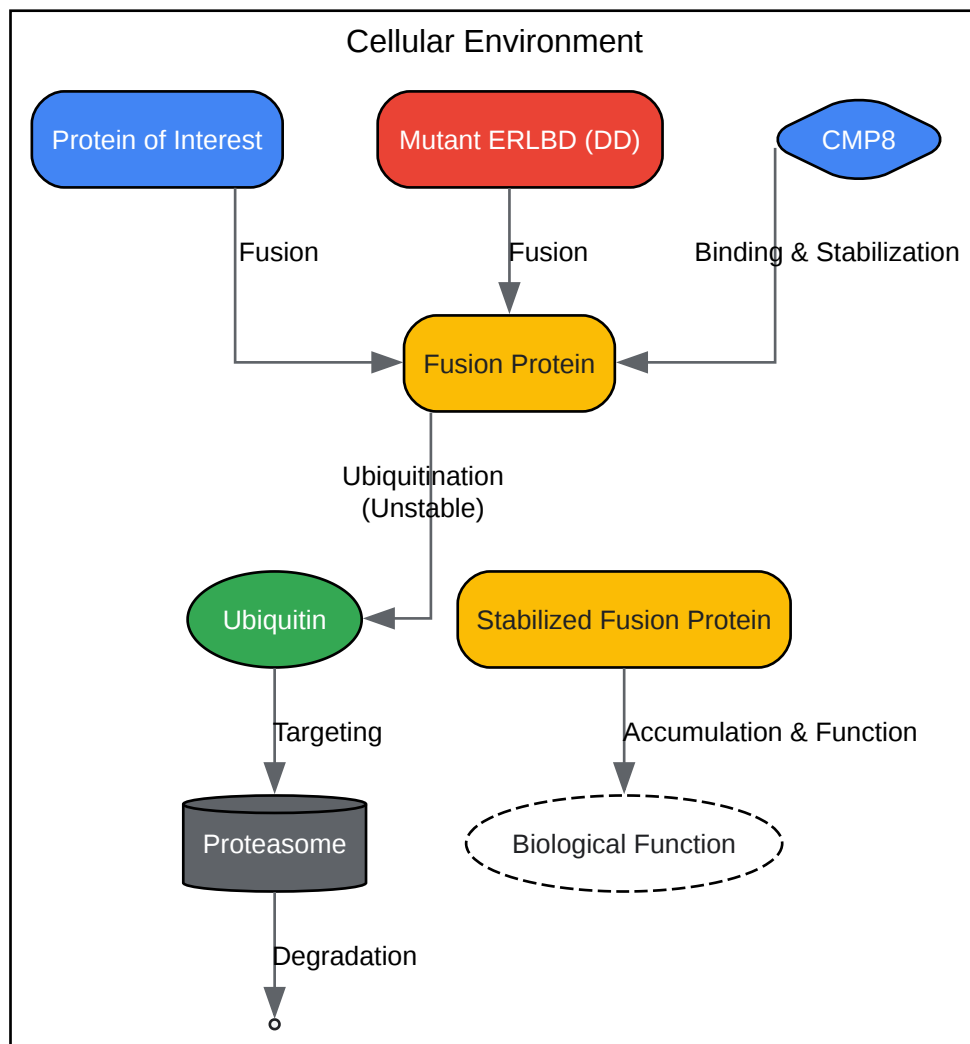 Cellular Environment
Protein of Interest
Mutant ERLBD (DD)
CMP8
Fusion
Fusion
Binding & Stabilization
Fusion Protein
Ubiquitination
(Unstable)
Ubiquitin
Stabilized Fusion Protein
Targeting
Accumulation & Function
Proteasome
Biological Function
Degradation